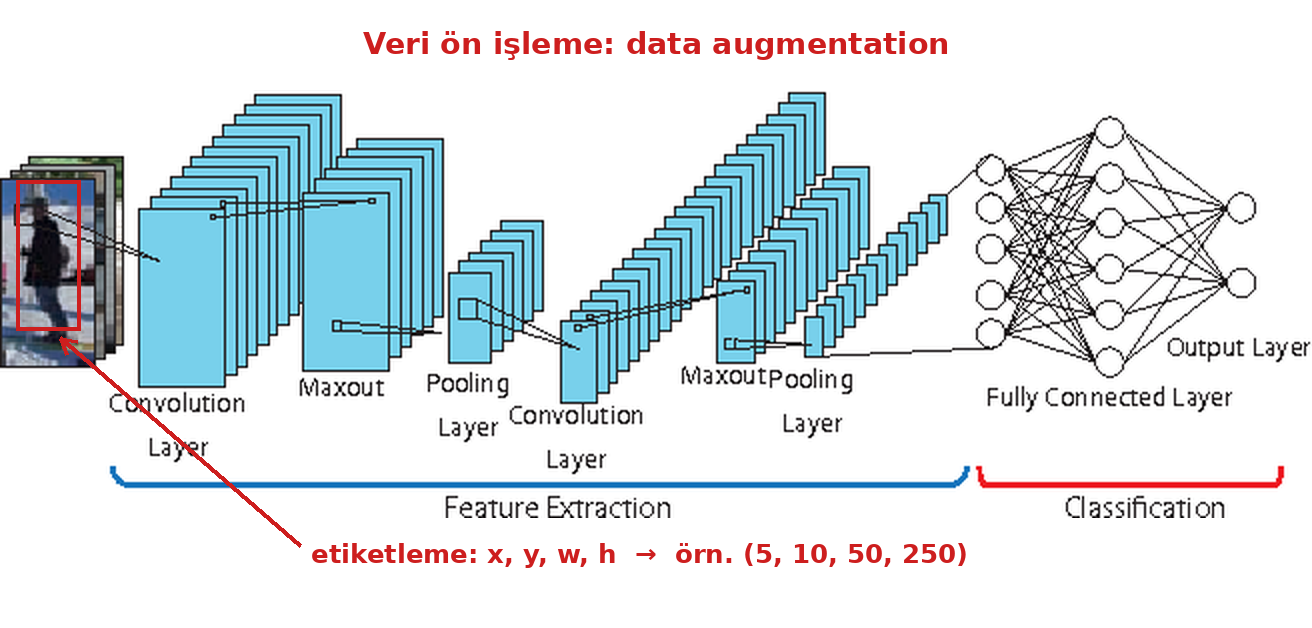 Veri ön işleme: data augmentation
Convolution
Layer
Maxout
Pooling
Layer
Convolution
Layer
Maxout
Pooling
Layer
Fully Connected Layer
Output Layer
Feature Extraction
Classification
etiketleme: x, y, w, h → örn. (5, 10, 50, 250)